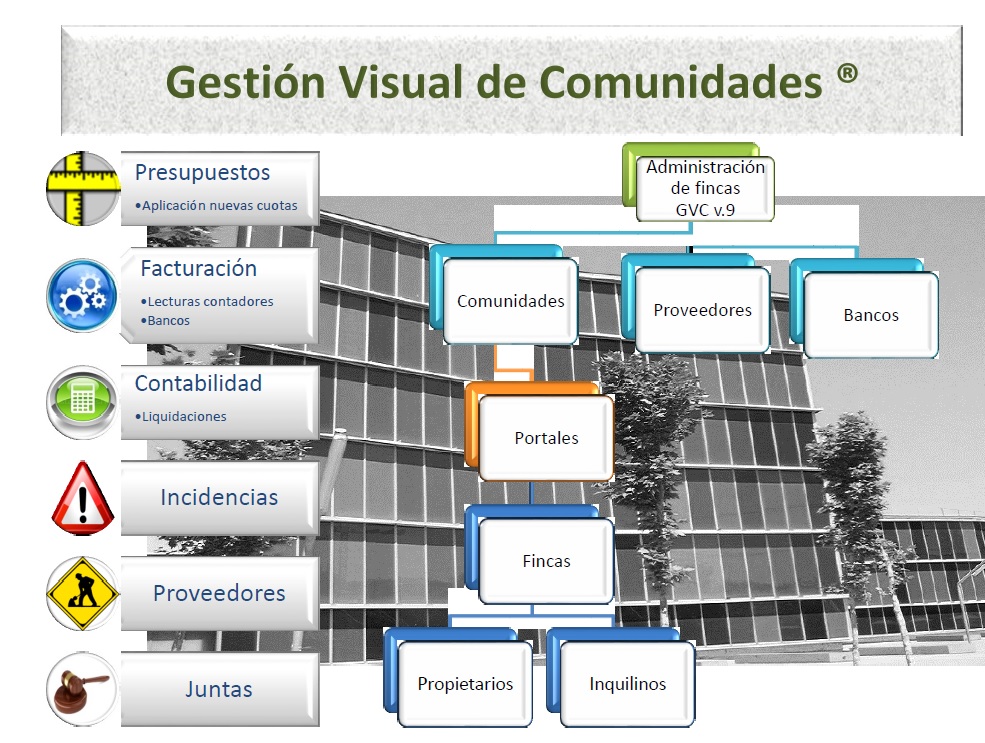 Gestión Visual de Comunidades ®
Presupuestos
•Aplicación nuevas cuotas
Facturación
•Lecturas contadores
•Bancos
Contabilidad
•Liquidaciones
Incidencias
Proveedores
Juntas
Administración
de fincas
GVC v.9
Comunidades
Proveedores
Bancos
Portales
Fincas
Propietarios
Inquilinos